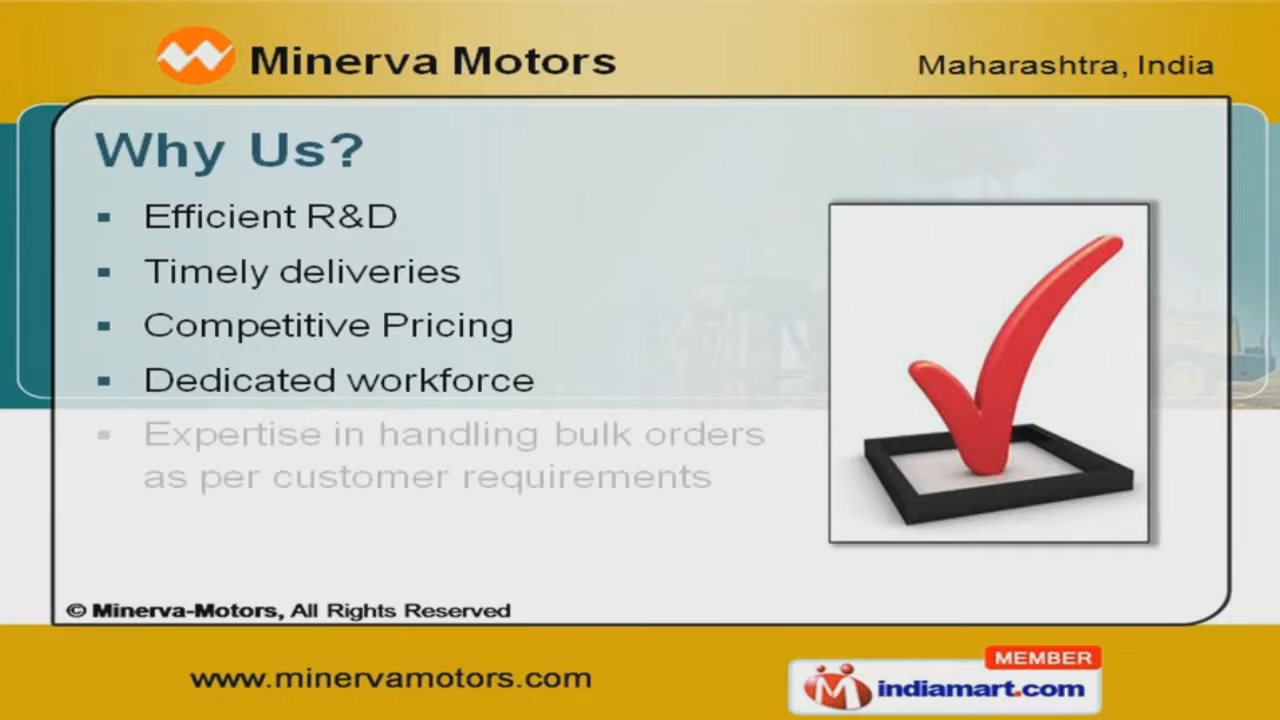 Minerva Motors
Maharashtra, India
Why Us?
▪ Efficient R&D
▪ Timely deliveries
▪ Competitive Pricing
▪ Dedicated workforce
▪ Expertise in handling bulk orders
as per customer requirements
© Minerva-Motors, All Rights Reserved
www.minervamotors.com
MEMBER
indiamart.com